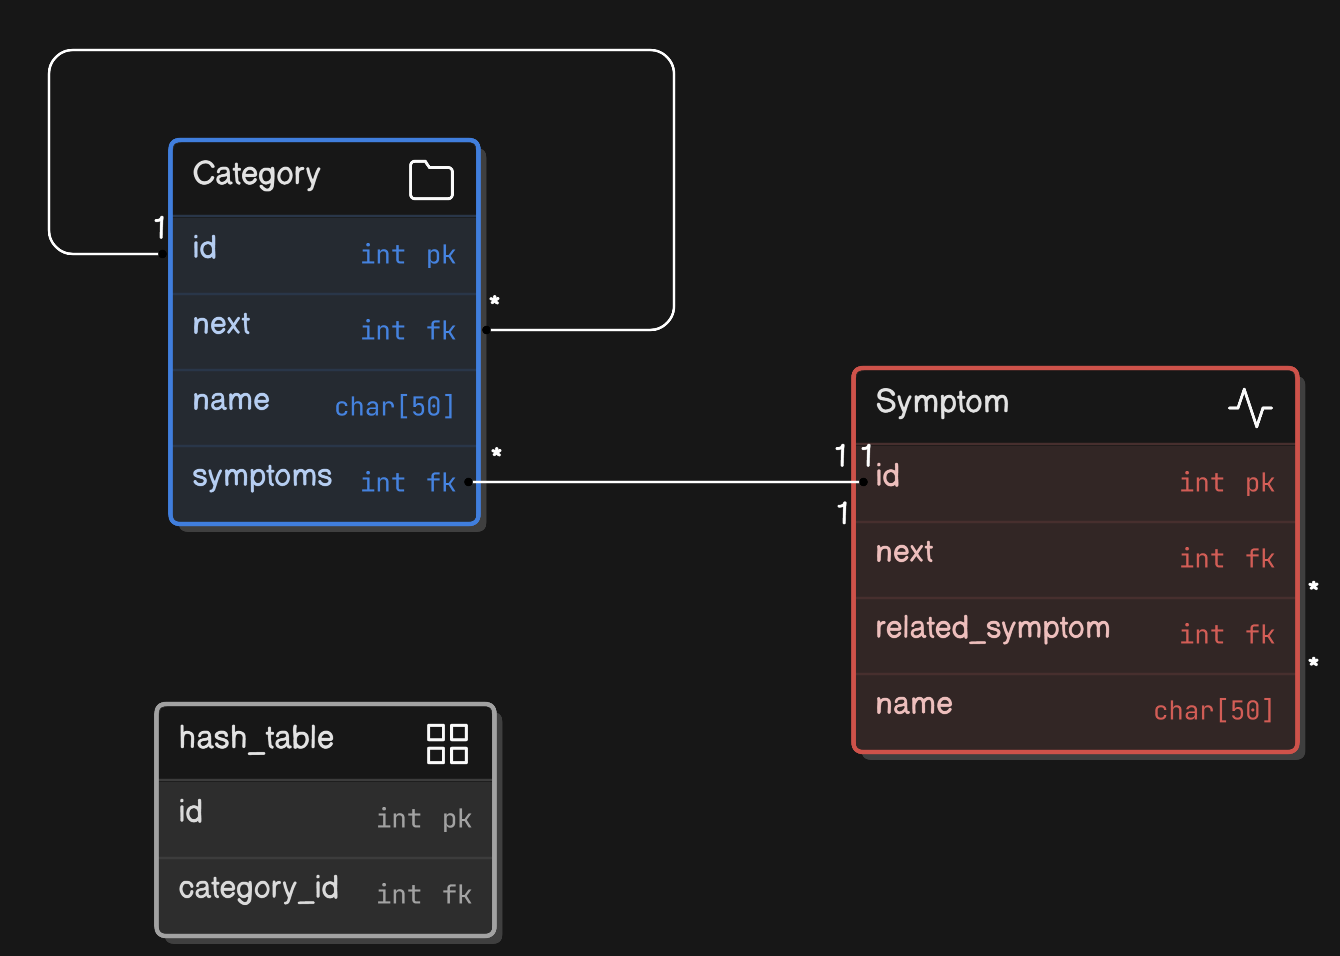 Category
1
id int pk
*
next int fk
name char[50]
*
symptoms int fk
Symptom
1 1
id int pk
1
next int fk
*
related_symptom int fk
*
name char[50]
hash_table
id int pk
category_id int fk